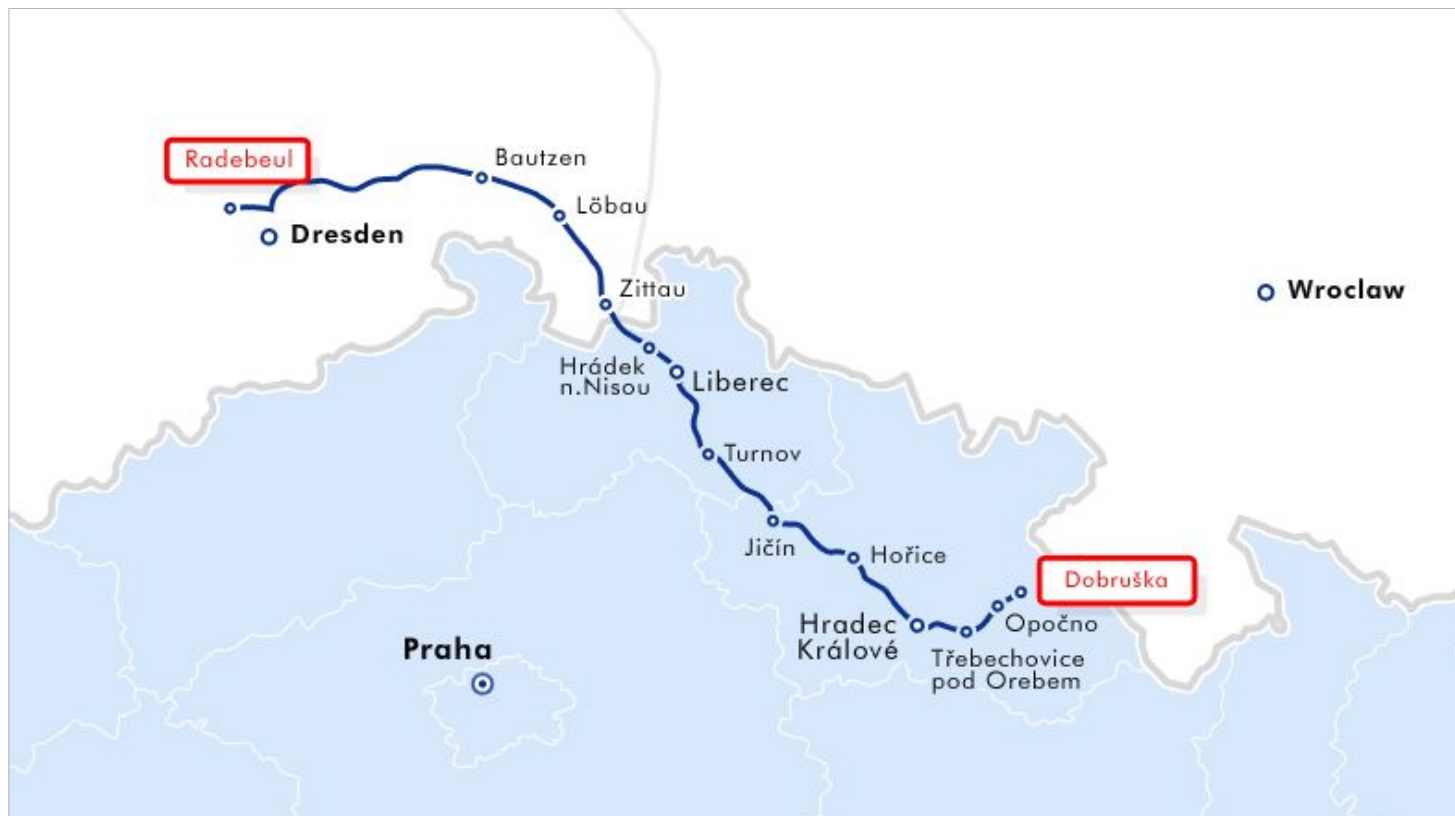 Radebeul
Bautzen
Löbau
Dresden
Zittau
Wroclaw
Hrádek
n.Nisou
Liberec
Turnov
Jičín
Hořice
Dobruška
Hradec
Králové
Opočno
Třebechovice
pod Orebem
Praha